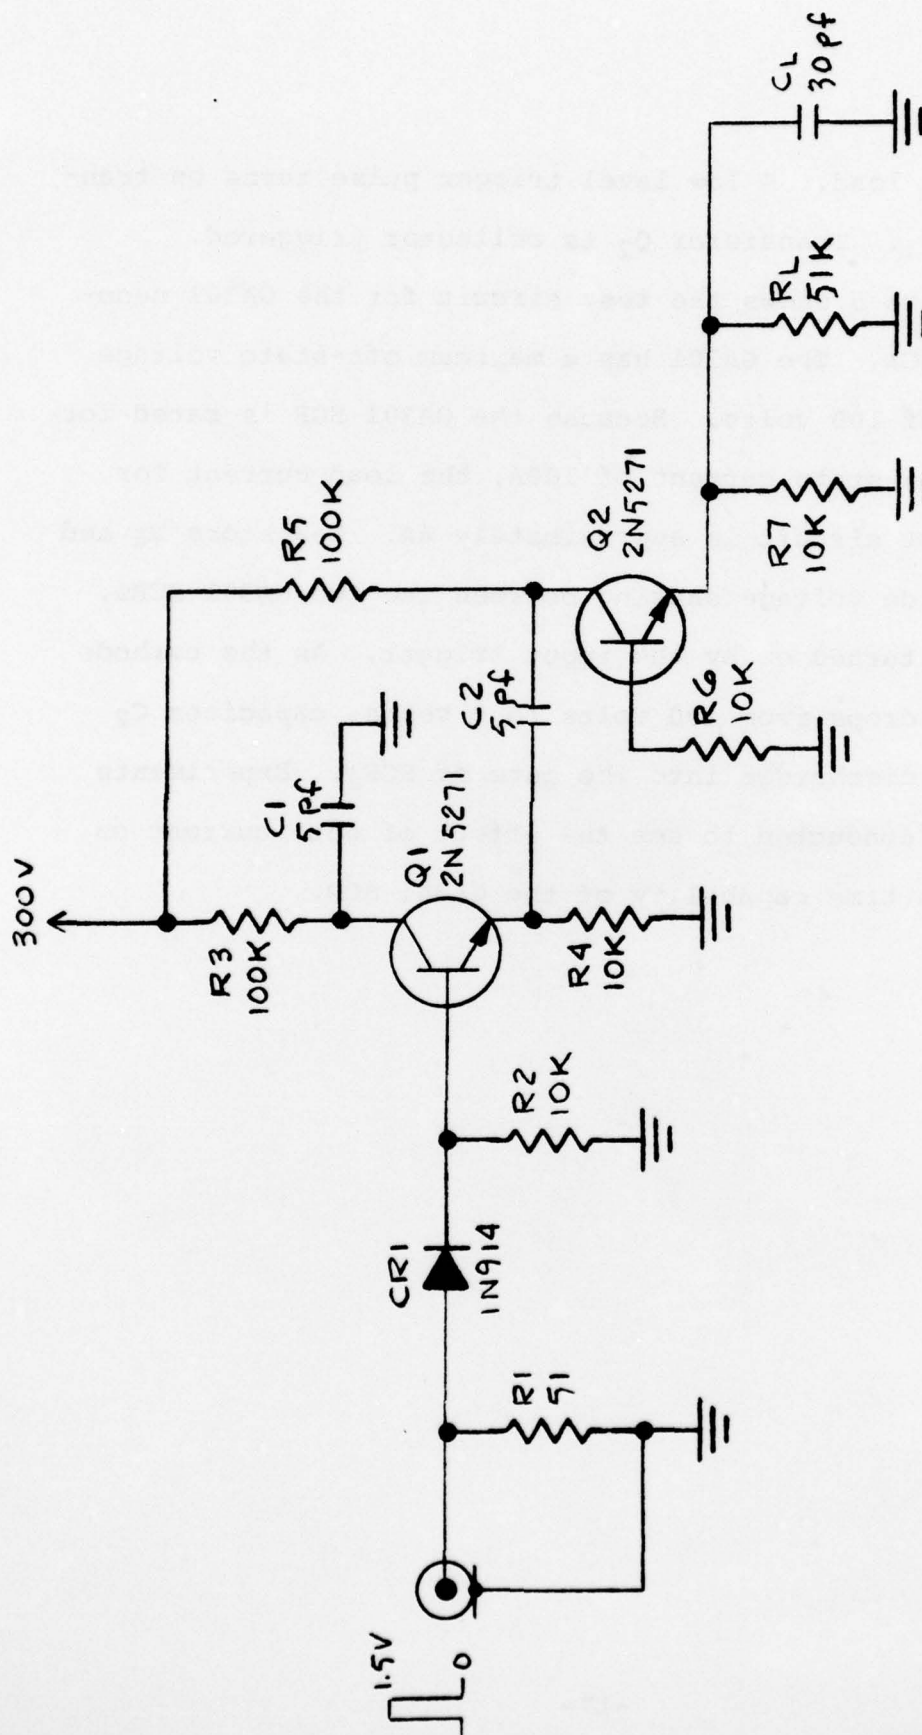 300V
1.5V
0
R1
51
CR1
1N914
R2
10K
R3
100K
C1
5pf
Q1
2N5271
R4
10K
R5
100K
C2
5pf
Q2
2N5271
R6
10K
R7
10K
RL
51K
CL
30pf